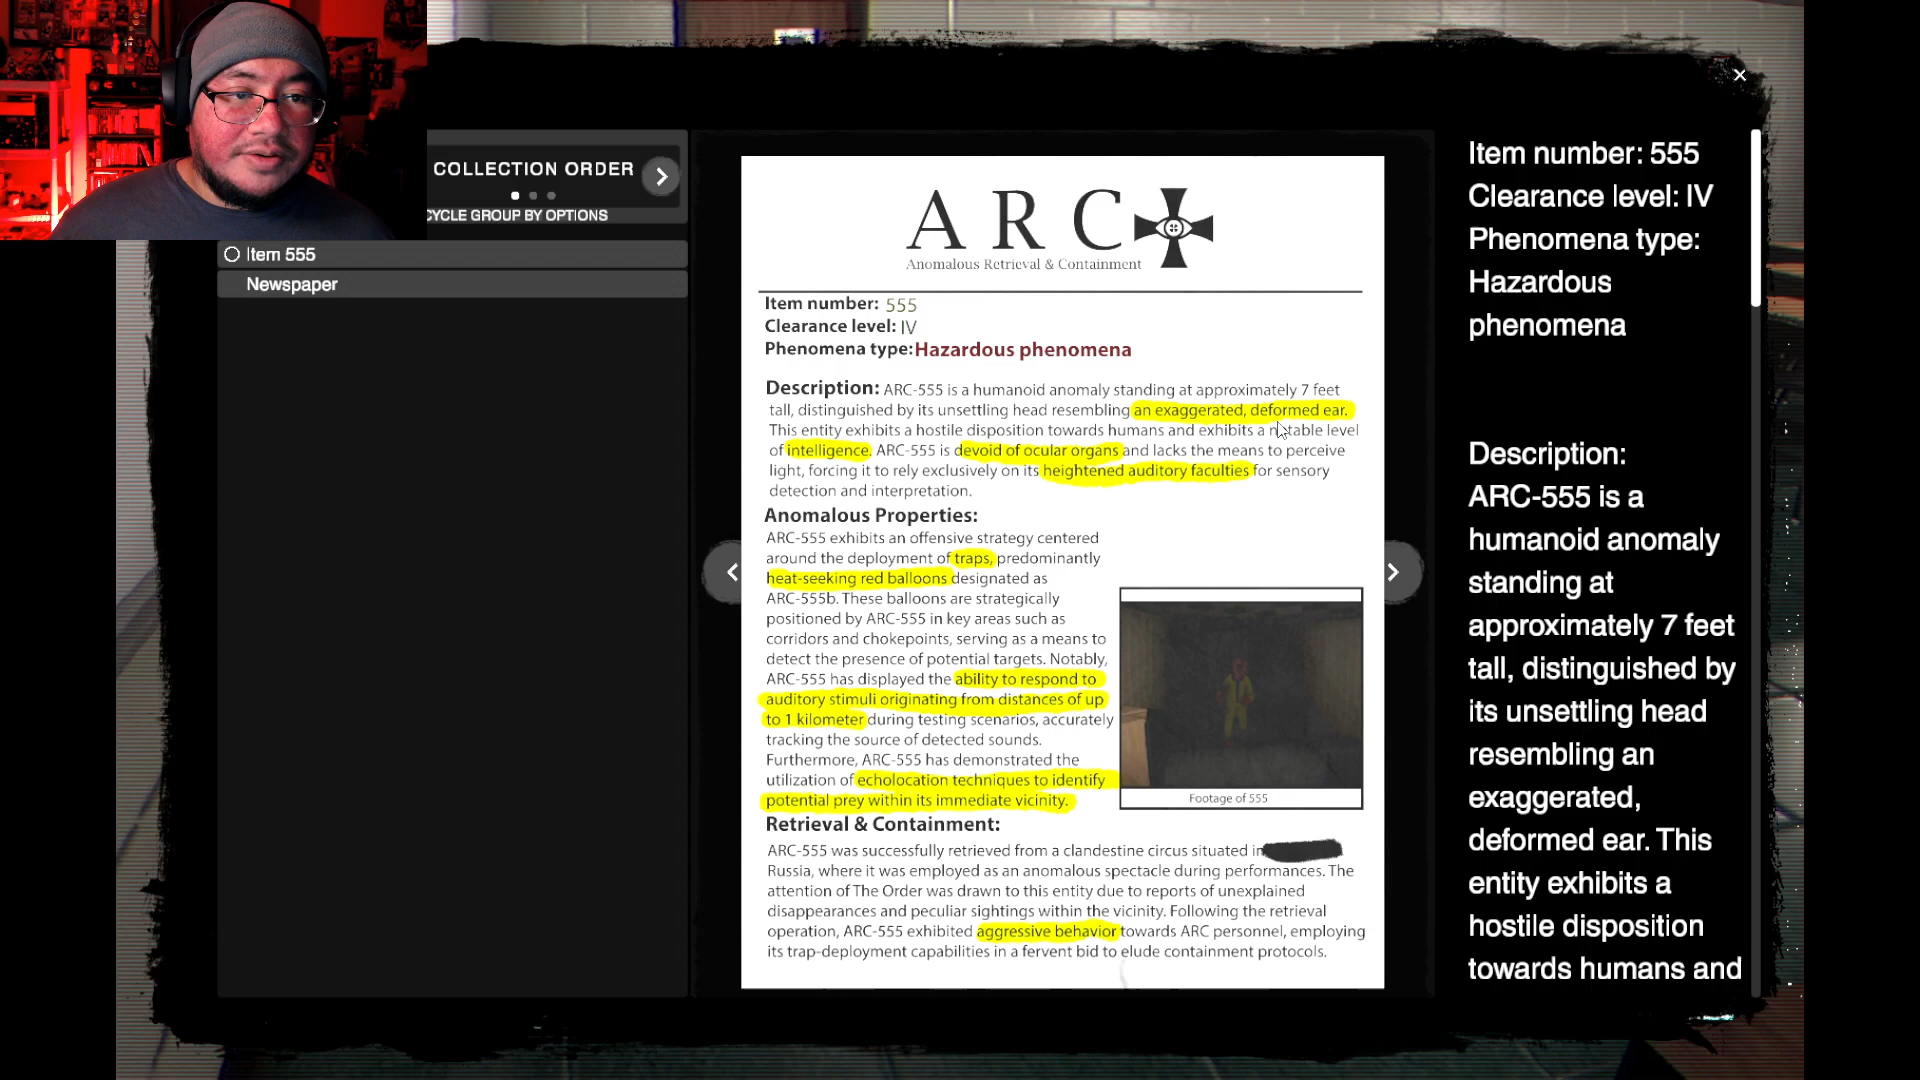 COLLECTION ORDER
CYCLE GROUP BY OPTIONS
Item 555
Newspaper
ARC
Anomalous Retrieval & Containment
Item number: 555
Clearance level: IV
Phenomena type: Hazardous phenomena
Description: ARC-555 is a humanoid anomaly standing at approximately 7 feet
tall, distinguished by its unsettling head resembling an exaggerated, deformed ear.
This entity exhibits a hostile disposition towards humans and exhibits a notable level
of intelligence. ARC-555 is devoid of ocular organs and lacks the means to perceive
light, forcing it to rely exclusively on its heightened auditory faculties for sensory
detection and interpretation.
Anomalous Properties:
ARC-555 exhibits an offensive strategy centered
around the deployment of traps, predominantly
heat-seeking red balloons designated as
ARC-555b. These balloons are strategically
positioned by ARC-555 in key areas such as
corridors and chokepoints, serving as a means to
detect the presence of potential targets. Notably,
ARC-555 has displayed the ability to respond to
auditory stimuli originating from distances of up
to 1 kilometer during testing scenarios, accurately
tracking the source of detected sounds.
Furthermore, ARC-555 has demonstrated the
utilization of echolocation techniques to identify
potential prey within its immediate vicinity.
Footage of 555
Retrieval & Containment:
ARC-555 was successfully retrieved from a clandestine circus situated in
Russia, where it was employed as an anomalous spectacle during performances. The
attention of The Order was drawn to this entity due to reports of unexplained
disappearances and peculiar sightings within the vicinity. Following the retrieval
operation, ARC-555 exhibited aggressive behavior towards ARC personnel, employing
its trap-deployment capabilities in a fervent bid to elude containment protocols.
Item number: 555
Clearance level: IV
Phenomena type:
Hazardous
phenomena
Description:
ARC-555 is a
humanoid anomaly
standing at
approximately 7 feet
tall, distinguished by
its unsettling head
resembling an
exaggerated,
deformed ear. This
entity exhibits a
hostile disposition
towards humans and